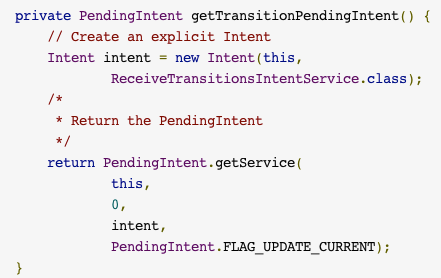 private PendingIntent getTransitionPendingIntent() {
    // Create an explicit Intent
    Intent intent = new Intent(this,
            ReceiveTransitionsIntentService.class);
    /*
     * Return the PendingIntent
     */
    return PendingIntent.getService(
            this,
            0,
            intent,
            PendingIntent.FLAG_UPDATE_CURRENT);
}